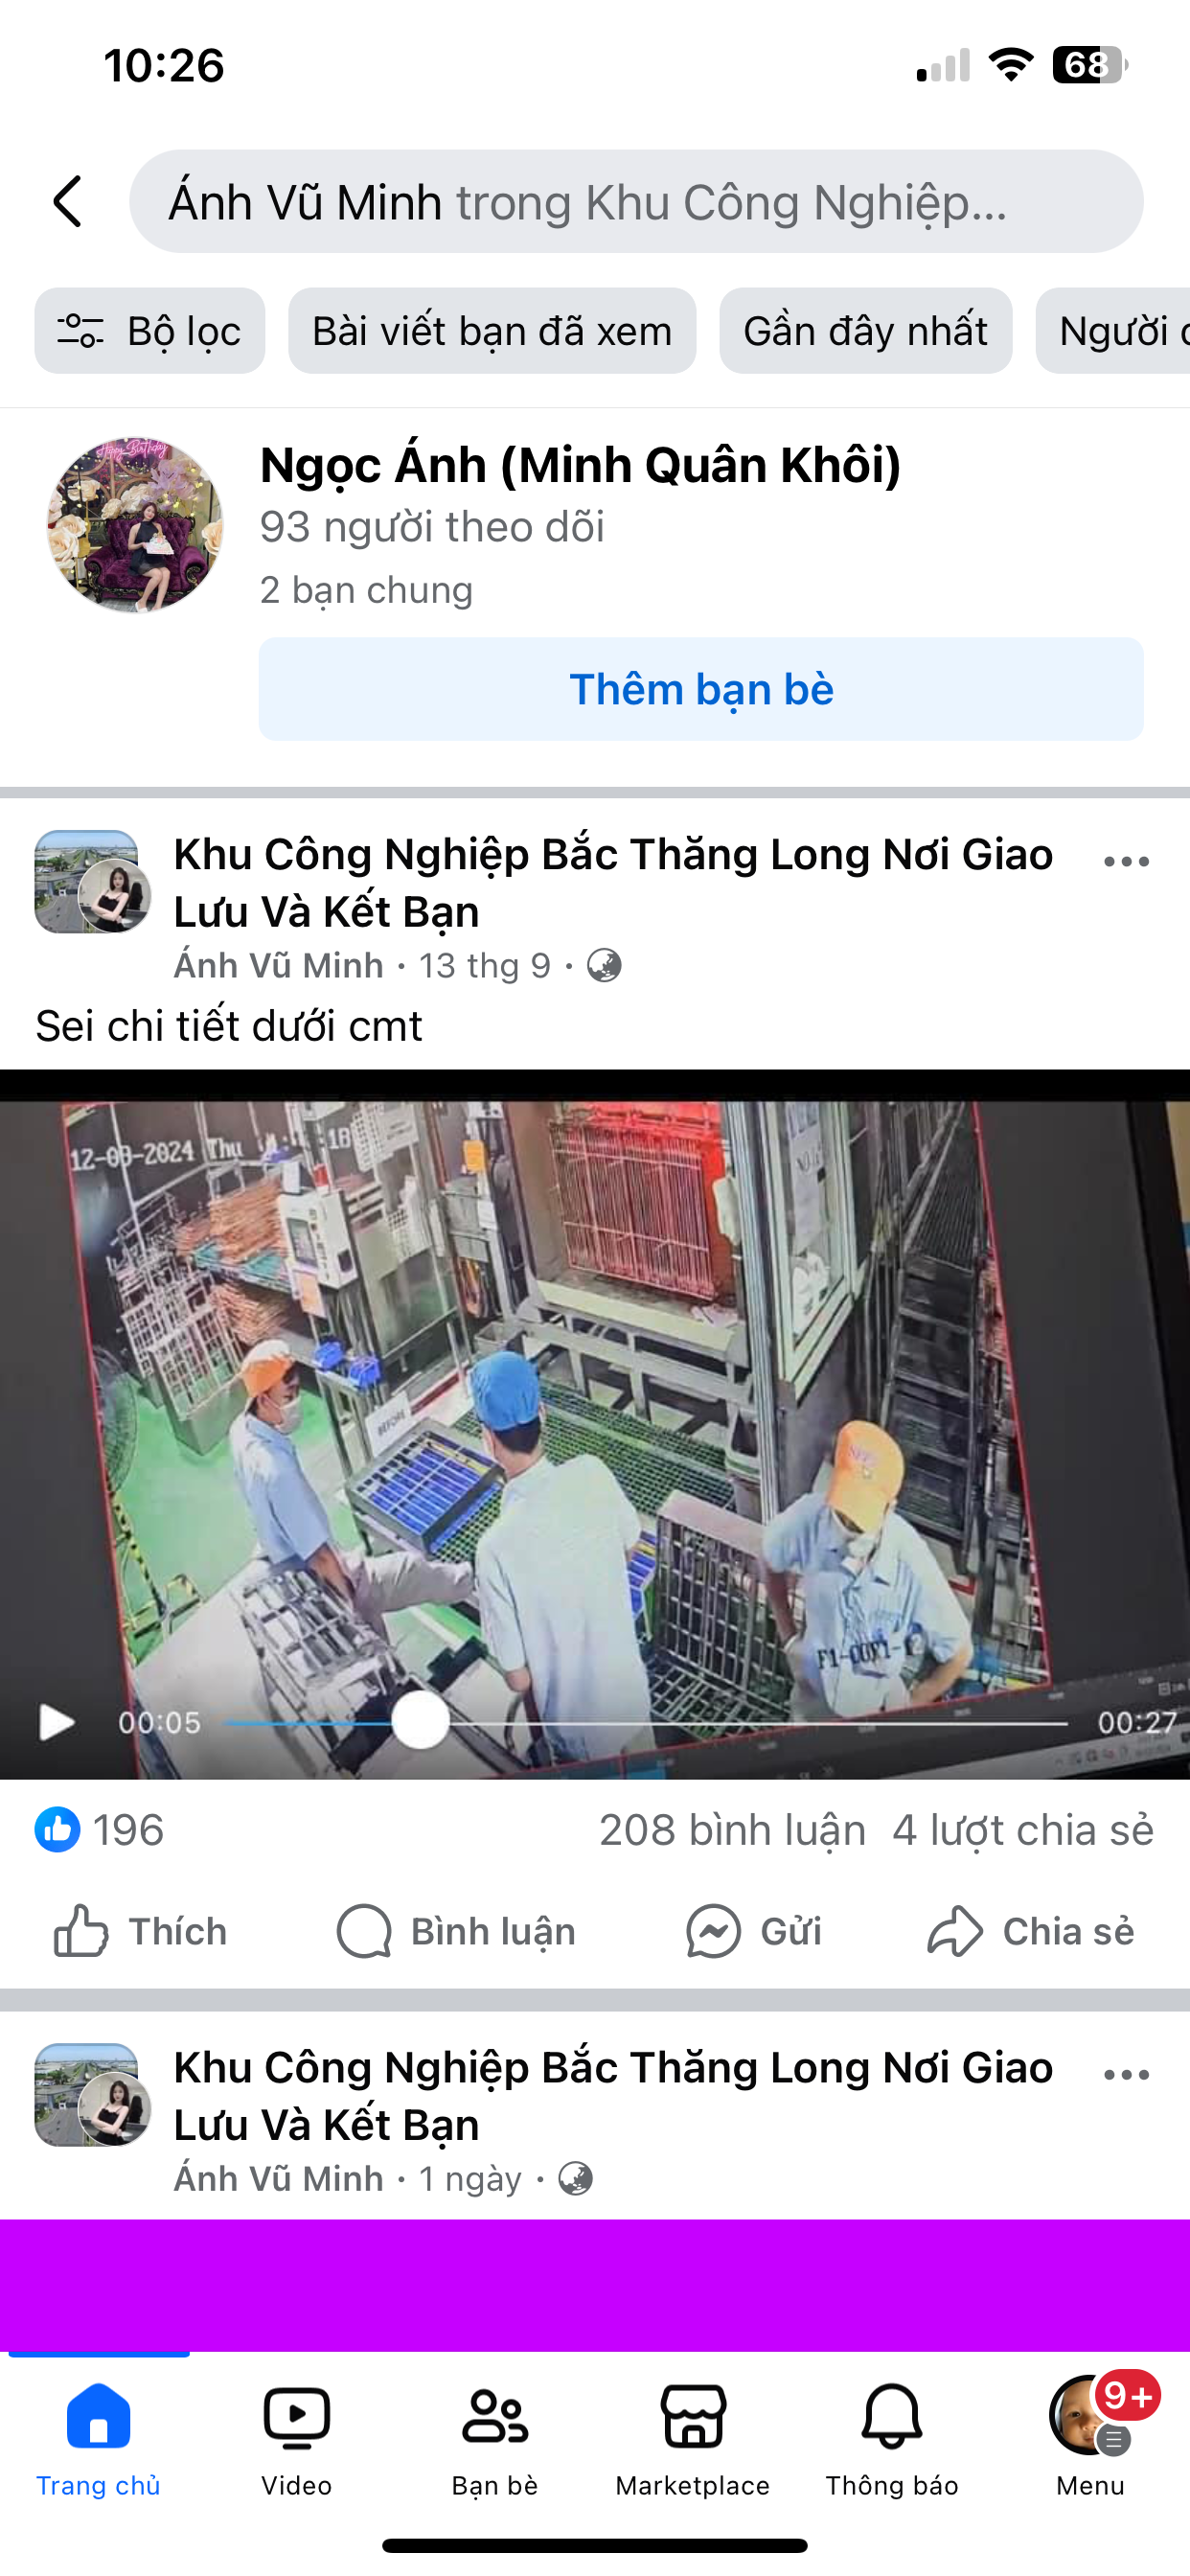 10:26
68
Ánh Vũ Minh trong Khu Công Nghiệp...
Bộ lọc
Bài viết bạn đã xem
Gần đây nhất
Người
Ngọc Ánh (Minh Quân Khôi)
93 người theo dõi
2 bạn chung
Thêm bạn bè
Khu Công Nghiệp Bắc Thăng Long Nơi Giao
Lưu Và Kết Bạn
Ánh Vũ Minh · 13 thg 9 ·
Sei chi tiết dưới cmt
12-09-2024 Thu
BEFORE
00:05
00:27
196
208 bình luận 4 lượt chia sẻ
Thích
Bình luận
Gửi
Chia sẻ
Khu Công Nghiệp Bắc Thăng Long Nơi Giao
Lưu Và Kết Bạn
Ánh Vũ Minh · 1 ngày ·
9+
Trang chủ
Video
Bạn bè
Marketplace
Thông báo
Menu